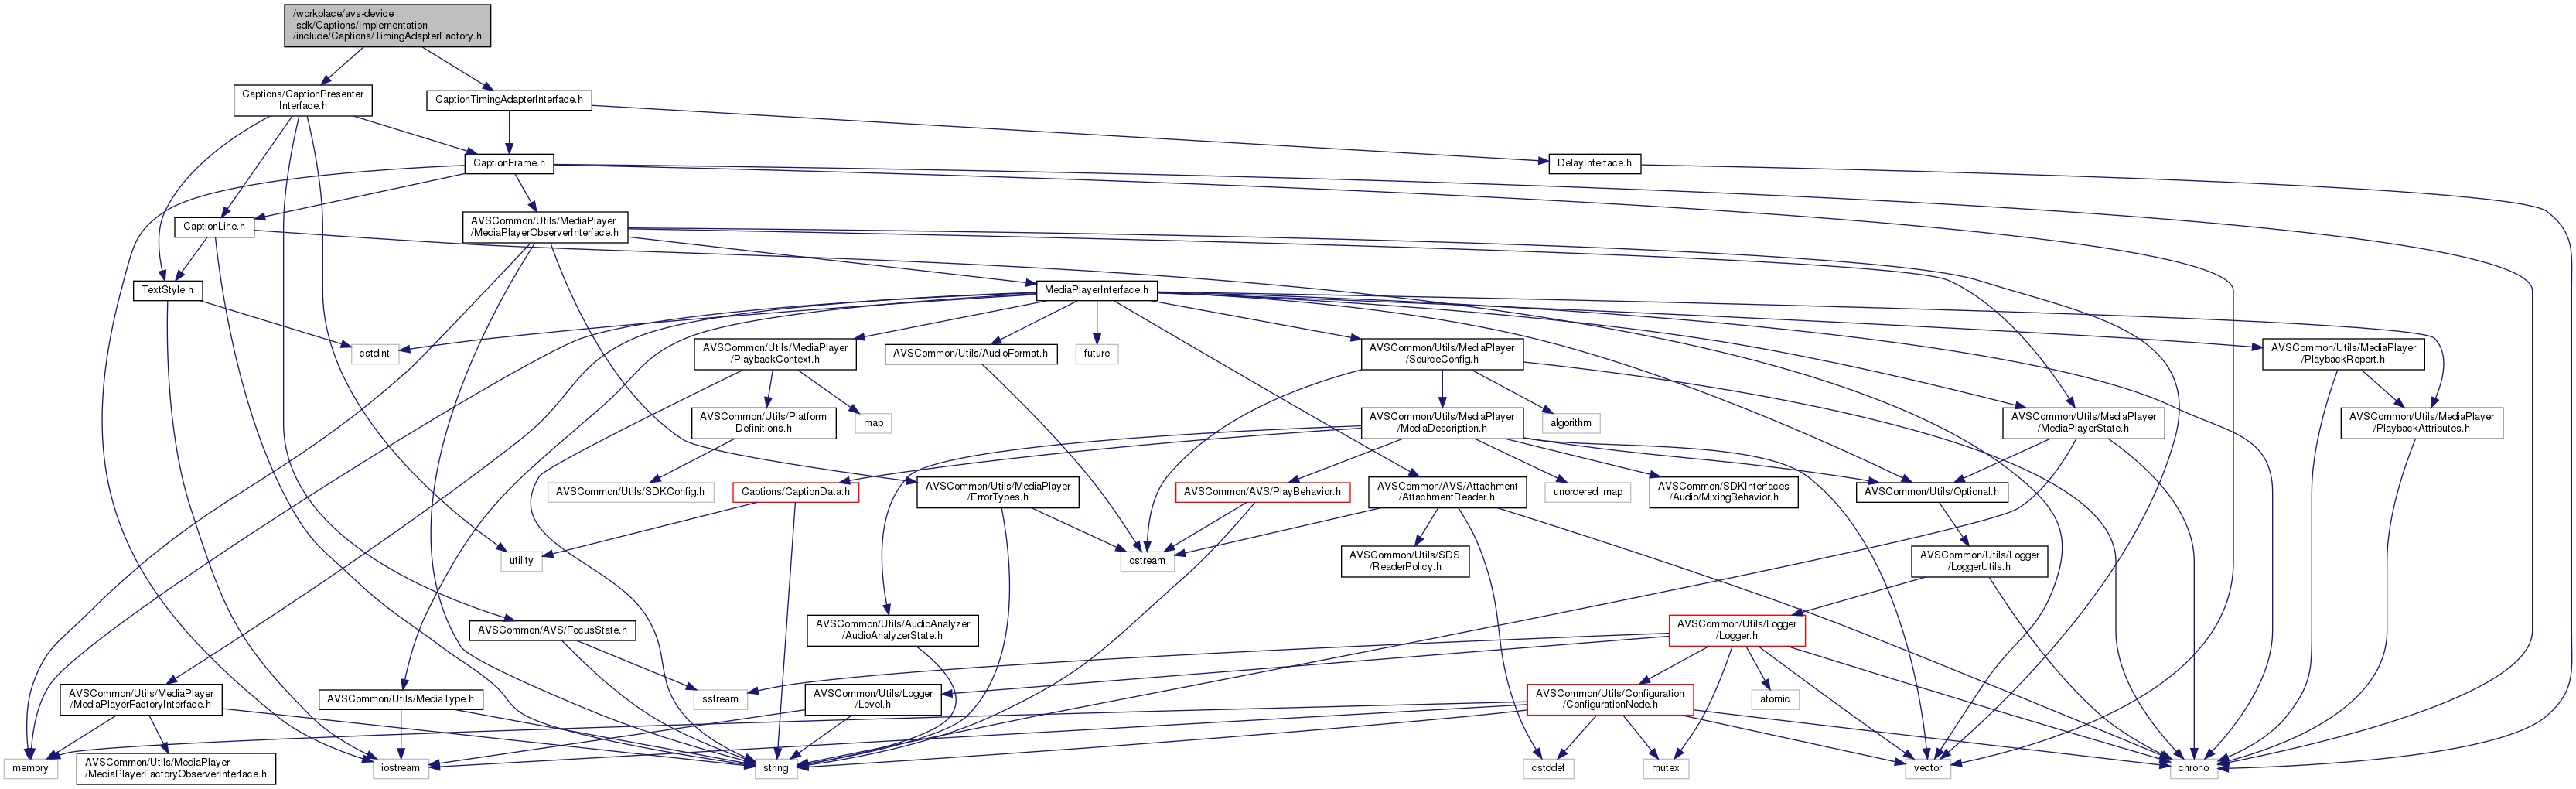 /workplace/avs-device
-sdk/Captions/Implementation
/include/Captions/TimingAdapterFactory.h
Captions/CaptionPresenter
Interface.h
CaptionTimingAdapterInterface.h
CaptionFrame.h
DelayInterface.h
CaptionLine.h
AVSCommon/Utils/MediaPlayer
/MediaPlayerObserverInterface.h
TextStyle.h
MediaPlayerInterface.h
cstdint
AVSCommon/Utils/MediaPlayer
/PlaybackContext.h
AVSCommon/Utils/AudioFormat.h
future
AVSCommon/Utils/MediaPlayer
/SourceConfig.h
AVSCommon/Utils/MediaPlayer
/PlaybackReport.h
AVSCommon/Utils/Platform
Definitions.h
map
AVSCommon/Utils/MediaPlayer
/MediaDescription.h
algorithm
AVSCommon/Utils/MediaPlayer
/MediaPlayerState.h
AVSCommon/Utils/MediaPlayer
/PlaybackAttributes.h
AVSCommon/Utils/SDKConfig.h
Captions/CaptionData.h
AVSCommon/Utils/MediaPlayer
/ErrorTypes.h
AVSCommon/AVS/PlayBehavior.h
AVSCommon/AVS/Attachment
/AttachmentReader.h
unordered_map
AVSCommon/SDKInterfaces
/Audio/MixingBehavior.h
AVSCommon/Utils/Optional.h
utility
ostream
AVSCommon/Utils/SDS
/ReaderPolicy.h
AVSCommon/Utils/Logger
/LoggerUtils.h
AVSCommon/AVS/FocusState.h
AVSCommon/Utils/AudioAnalyzer
/AudioAnalyzerState.h
AVSCommon/Utils/Logger
/Logger.h
AVSCommon/Utils/MediaPlayer
/MediaPlayerFactoryInterface.h
AVSCommon/Utils/MediaType.h
sstream
AVSCommon/Utils/Logger
/Level.h
AVSCommon/Utils/Configuration
/ConfigurationNode.h
atomic
memory
AVSCommon/Utils/MediaPlayer
/MediaPlayerFactoryObserverInterface.h
iostream
string
cstddef
mutex
vector
chrono